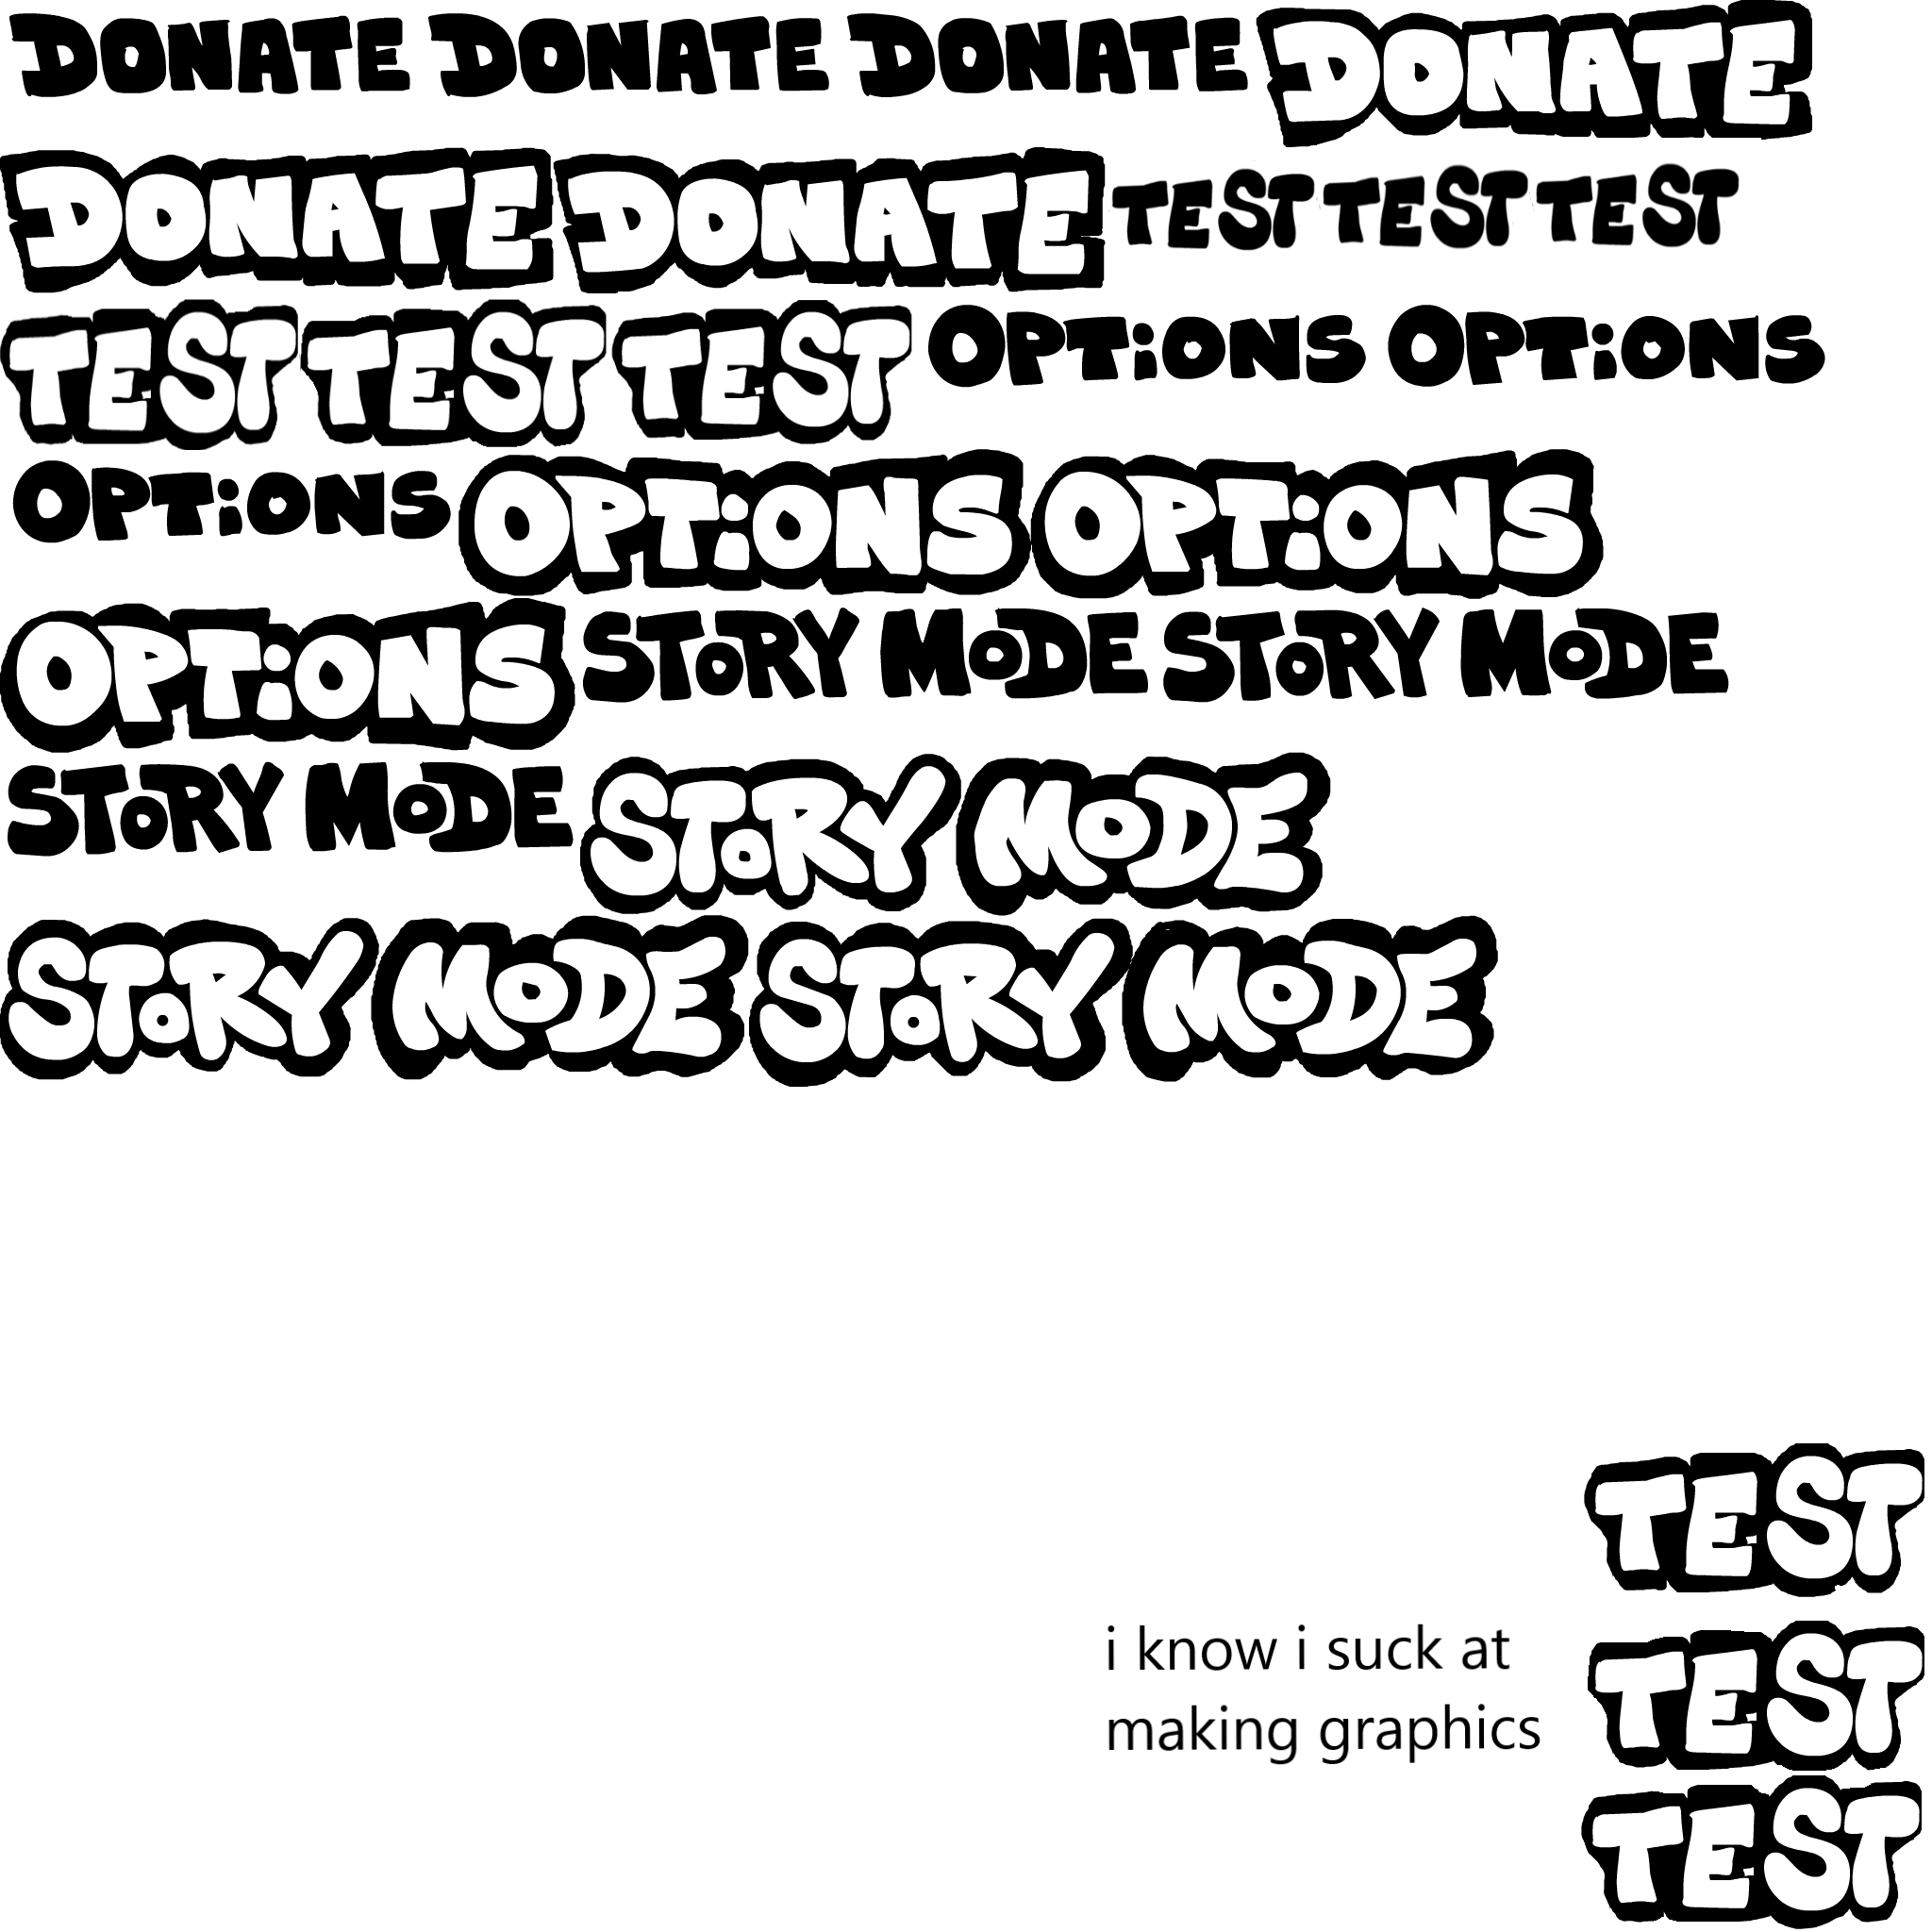 DONATE DONATE DONATE DONATE
DONATE DONATE TEST TEST TEST
TEST TEST TEST OPTiONS OPTiONS
OPTiONS OPTiONS OPTiONS
OPTiONS STORY MODE STORY MODE
STORY MODE STORY MODE
STORY MODE STORY MODE
TEST
i know i suck at
making graphics
TEST
TEST